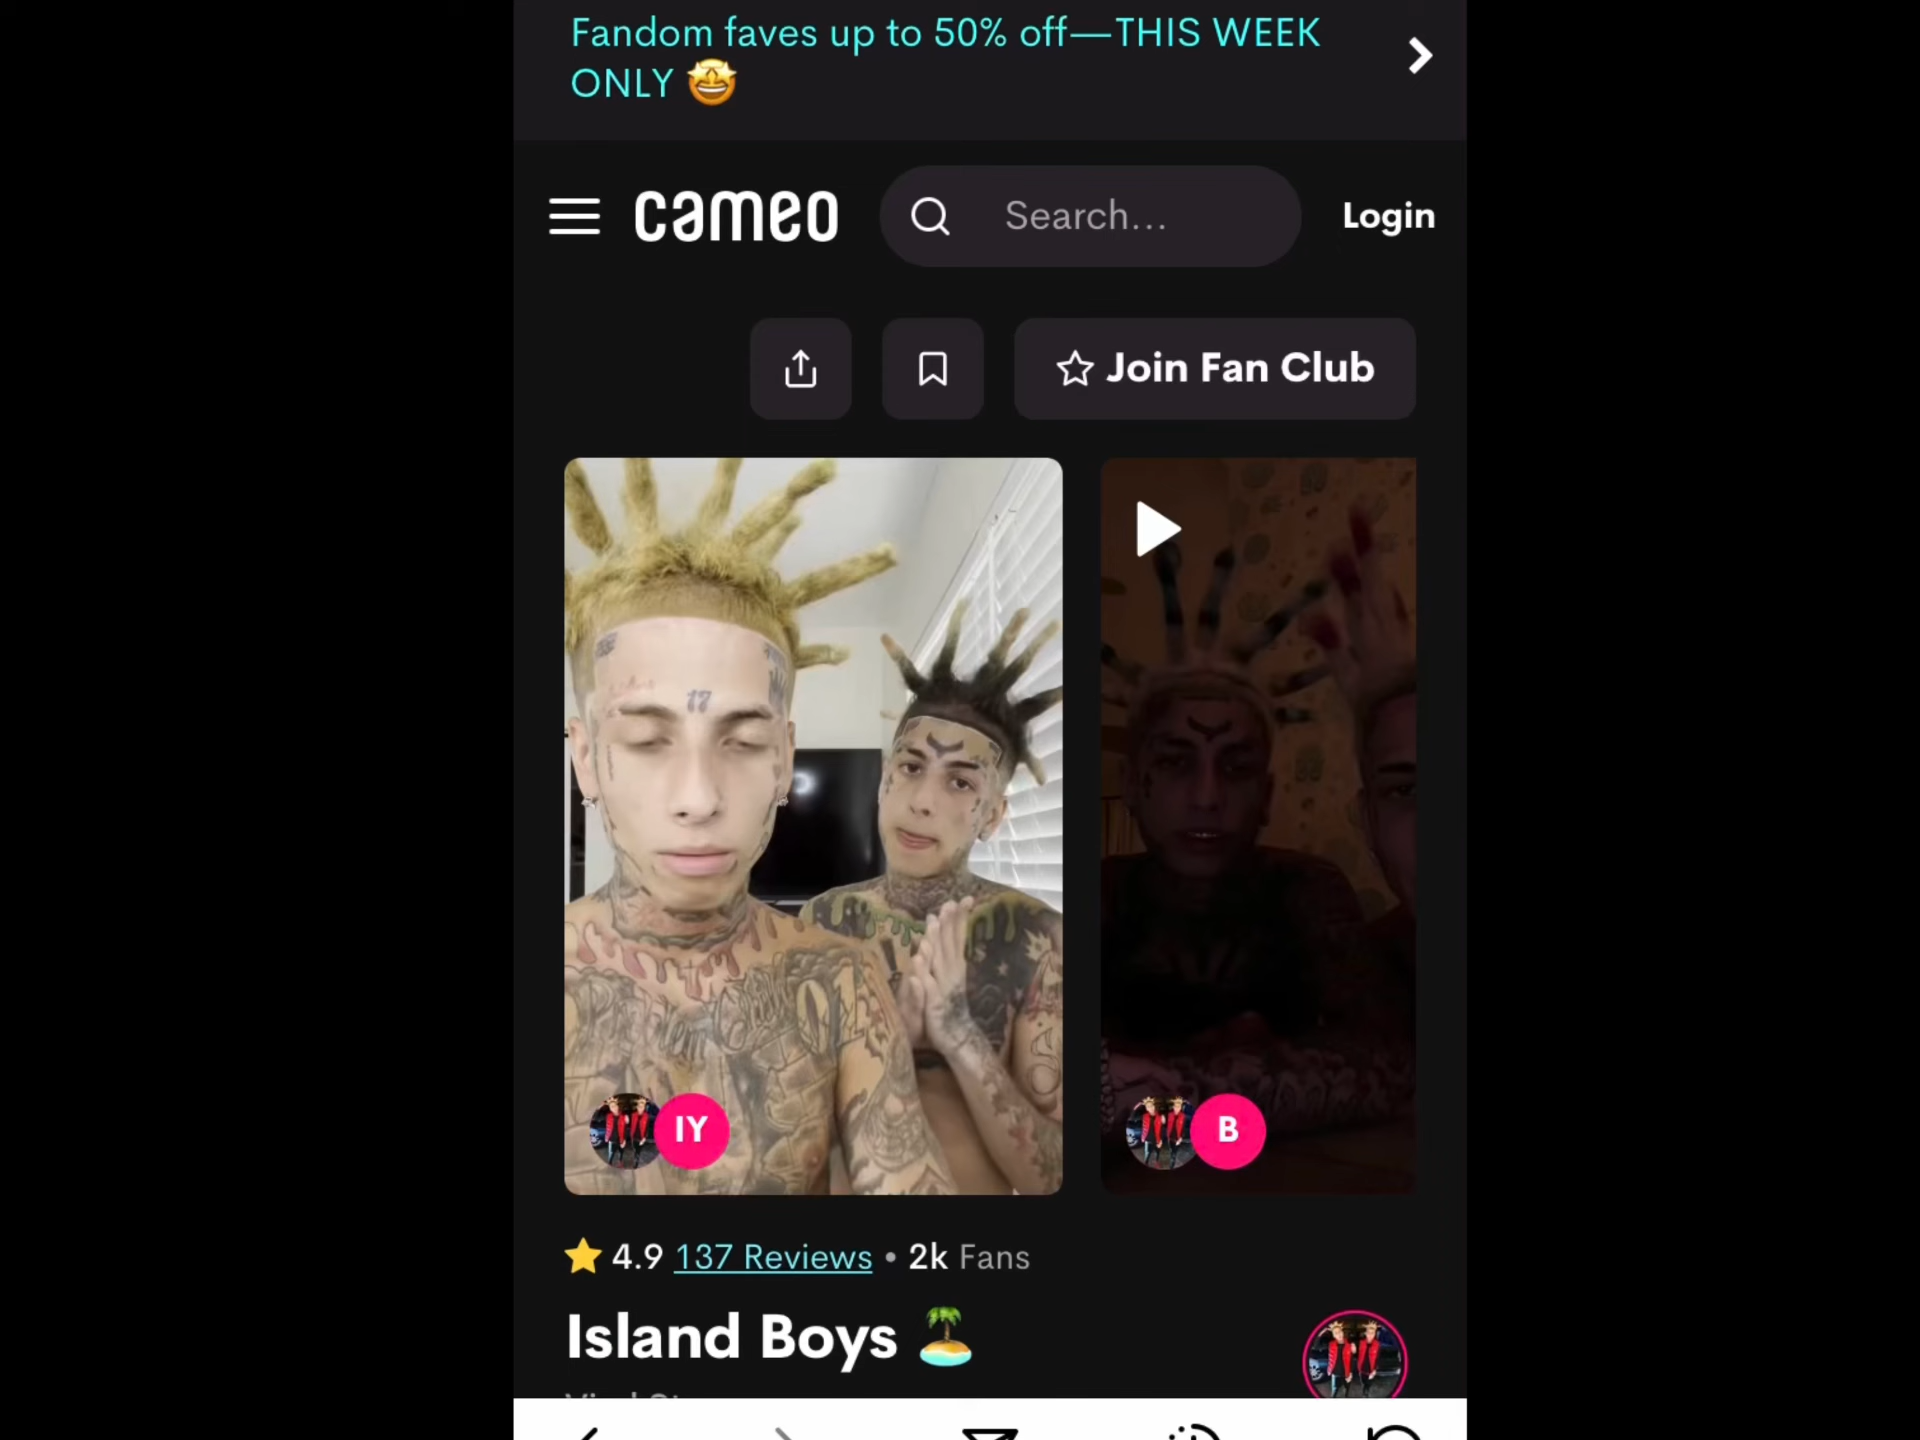 Fandom faves up to 50% off—THIS WEEK
ONLY 🤩
cameo
Search...
Login
Join Fan Club
17
IY
B
4.9 137 Reviews • 2k Fans
Island Boys 🏝️